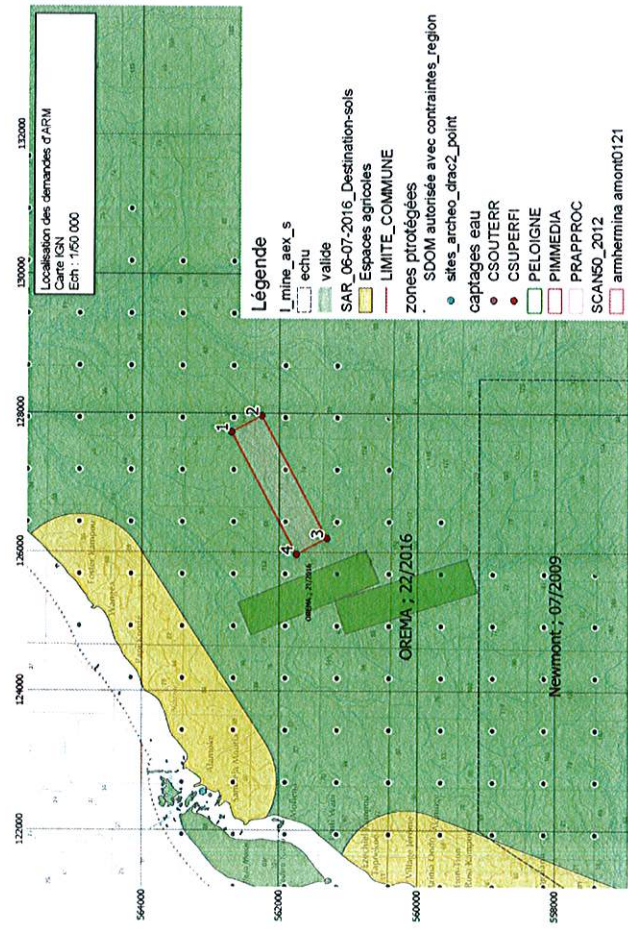 Localisation des demandes d'ARM
Carte IGN
Ech : 1/50 000
Légende
l_mine_aex_s
echu
valide
SAR_06-07-2016_Destination-sols
Espaces agricoles
LIMITE_COMMUNE
zones ptrotégées
SDOM autorisée avec contraintes_region
sites_archeo_drac2_point
captages eau
CSOUTERR
CSUPERFI
PELOIGNE
PIMMEDIA
PRAPPROC
SCAN50_2012
armhermina amont0121
122000
124000
126000
128000
130000
132000
564000
562000
560000
558000
1
2
3
4
OREMA ; 21/2016
OREMA ; 22/2016
Newmont ; 07/2009